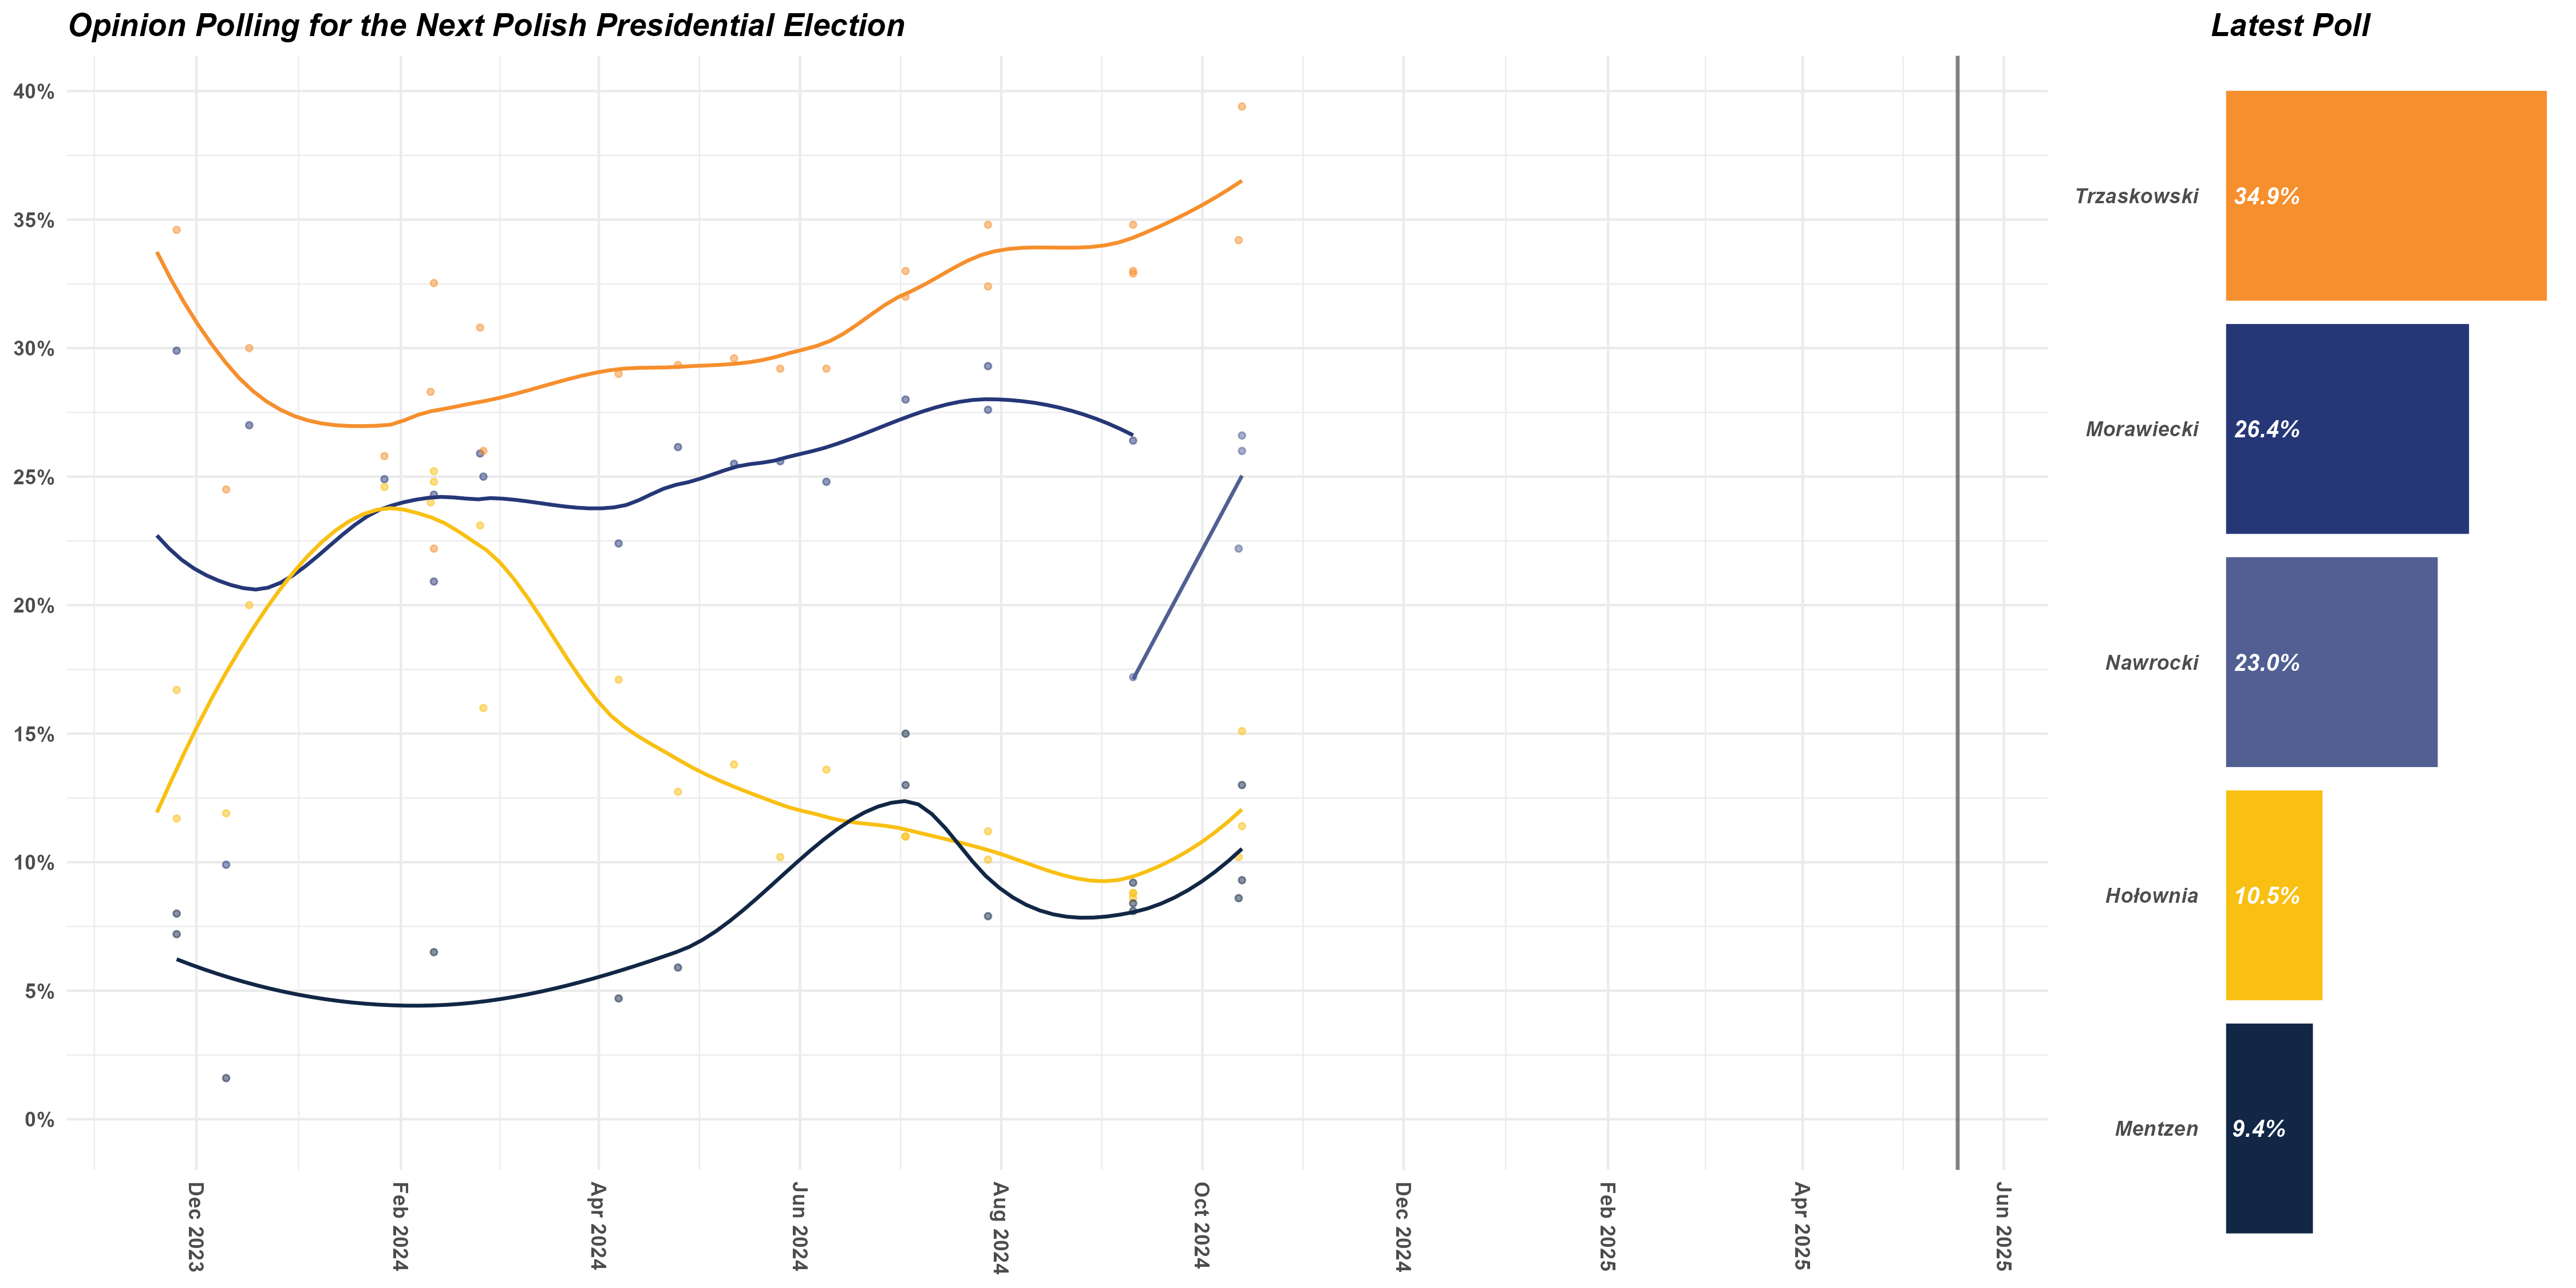 Opinion Polling for the Next Polish Presidential Election
40%
35%
30%
25%
20%
15%
10%
5%
0%
Dec 2023
Feb 2024
Apr 2024
Jun 2024
Aug 2024
Oct 2024
Dec 2024
Feb 2025
Apr 2025
Jun 2025
Latest Poll
Trzaskowski 34.9%
Morawiecki 26.4%
Nawrocki 23.0%
Hołownia 10.5%
Mentzen 9.4%